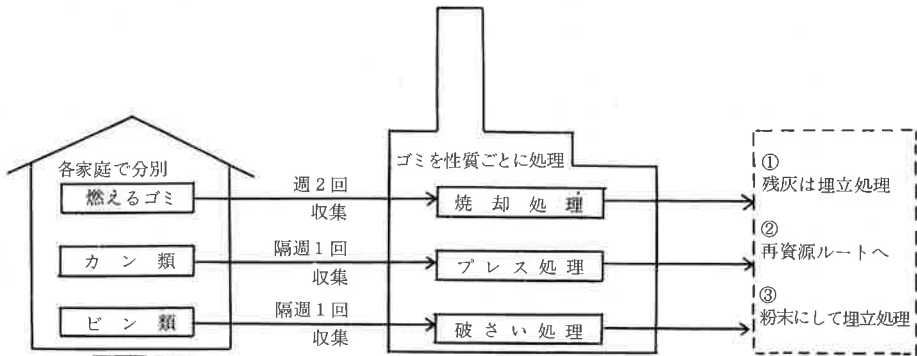 各家庭で分別
燃えるゴミ
カン類
ビン類
週2回
収集
隔週1回
収集
隔週1回
収集
ゴミを性質ごとに処理
焼却処理
プレス処理
破さい処理
①
残灰は埋立処理
②
再資源ルートへ
③
粉末にして埋立処理